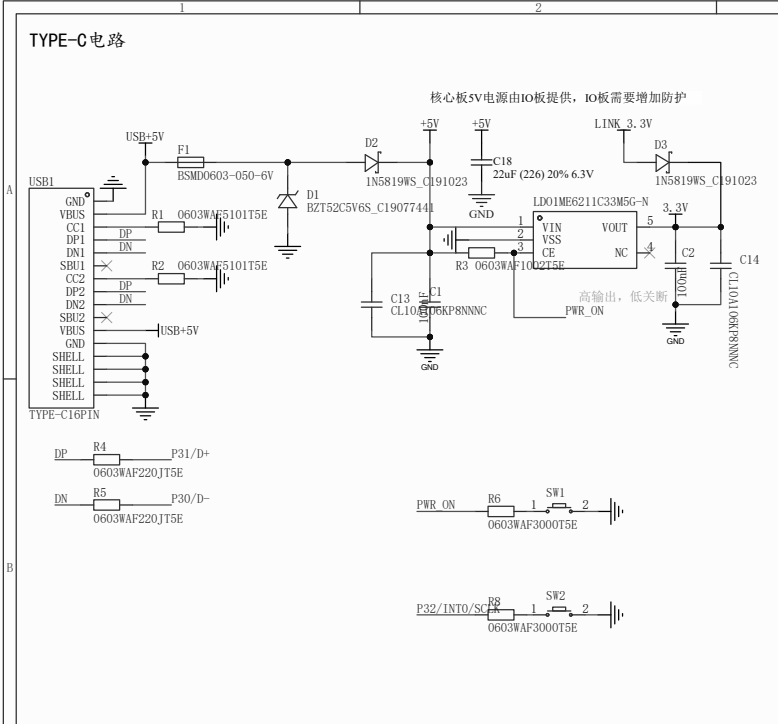 1
2
TYPE-C电路
核心板5V电源由IO板提供，IO板需要增加防护
USB+5V
+5V
+5V
LINK 3.3V
F1
BSMD0603-050-6V
D2
1N5819WS_C191023
C18
22uF (226) 20% 6.3V
GND
D3
1N5819WS_C191023
A
USB1
D1
BZT52C5V6S_C19077441
LDO1ME6211C33M5G-N
3.3V
GND
VBUS
CC1
DP1
DN1
SBU1
CC2
DP2
DN2
SBU2
VBUS
GND
SHELL
SHELL
SHELL
SHELL
TYPE-C16PIN
R1 0603WAF5101T5E
DP
DN
R2 0603WAF5101T5E
DP
DN
USB+5V
1 VIN VOUT 5
2 VSS
3 CE NC 4
R3 0603WAF1002T5E
C13
CL10A106KP8NNNC
C1
100nF
GND
高输出，低关断
PWR_ON
C2
100nF
GND
C14
CL10A106KP8NNNC
DP R4 P31/D+
0603WAF220JT5E
DN R5 P30/D-
0603WAF220JT5E
PWR_ON R6 1 SW1 2
0603WAF3000T5E
B
P32/INT0/SCLK R8 1 SW2 2
0603WAF3000T5E